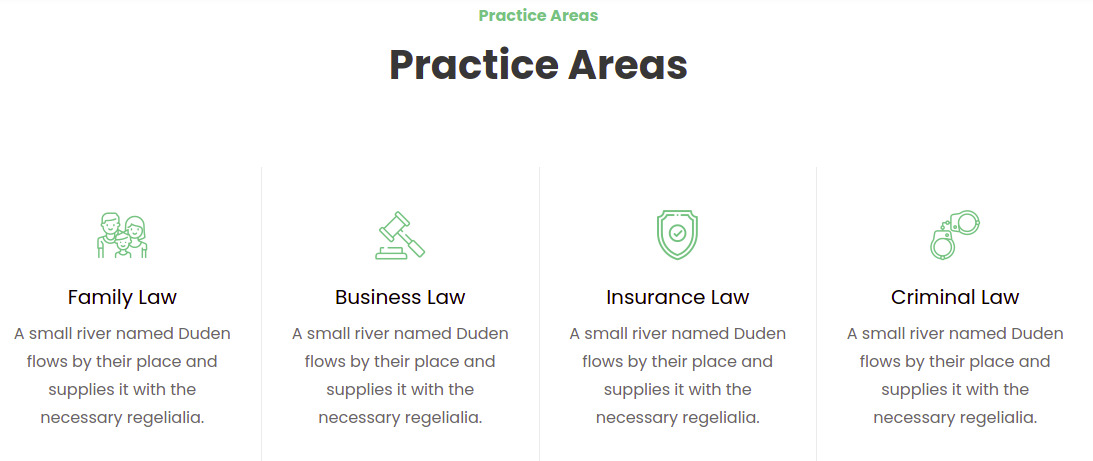 Practice Areas
Practice Areas
Family Law
A small river named Duden
flows by their place and
supplies it with the
necessary regelialia.
Business Law
A small river named Duden
flows by their place and
supplies it with the
necessary regelialia.
Insurance Law
A small river named Duden
flows by their place and
supplies it with the
necessary regelialia.
Criminal Law
A small river named Duden
flows by their place and
supplies it with the
necessary regelialia.